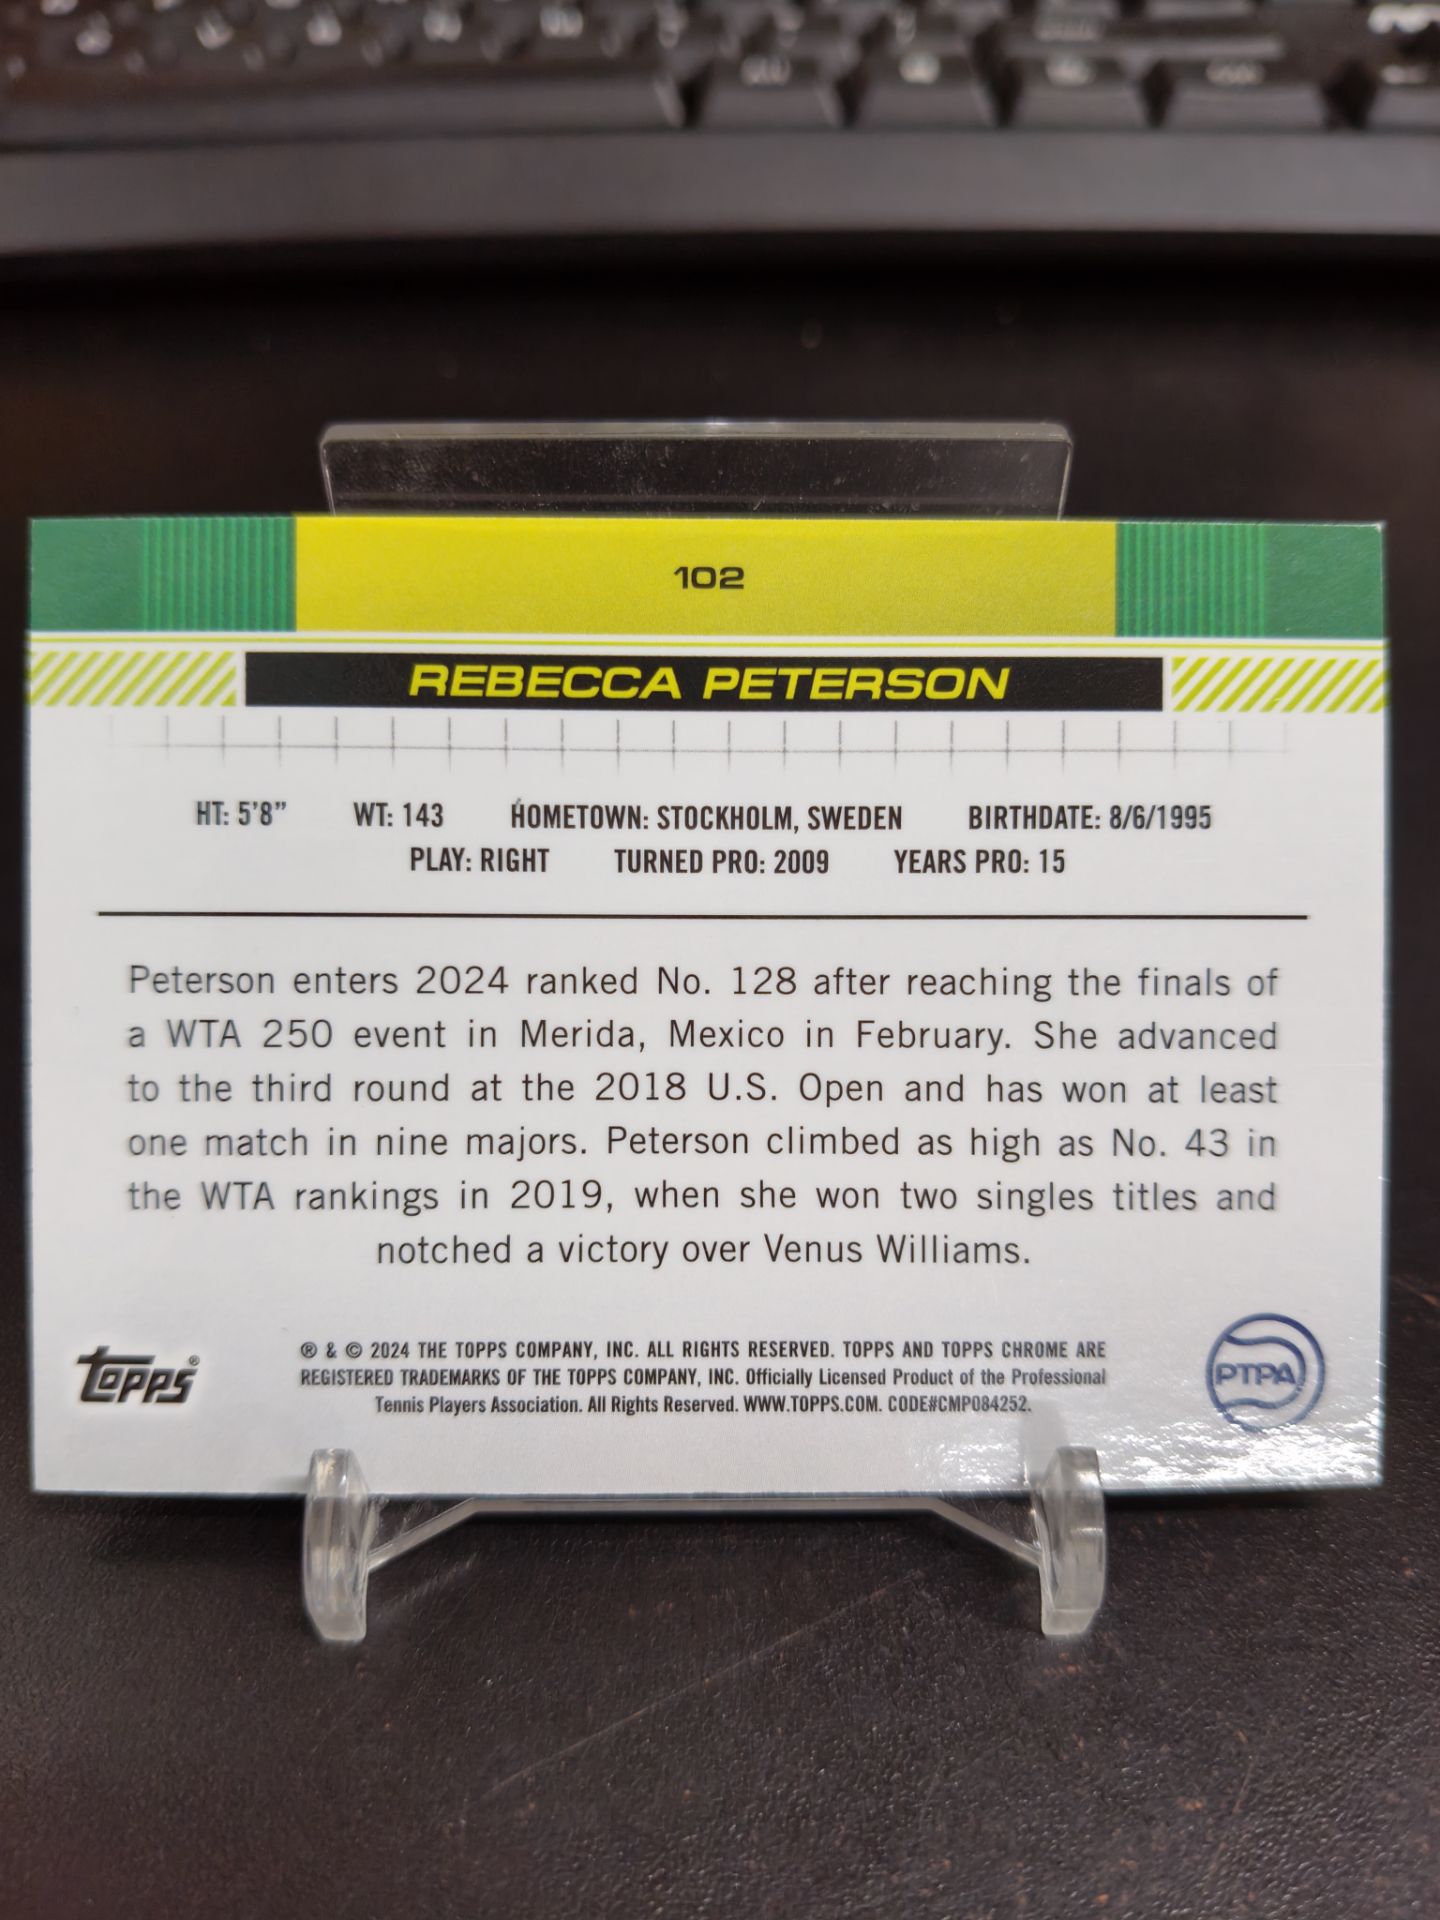 102
REBECCA PETERSON
HT: 5'8" WT: 143 HOMETOWN: STOCKHOLM, SWEDEN BIRTHDATE: 8/6/1995
PLAY: RIGHT TURNED PRO: 2009 YEARS PRO: 15
Peterson enters 2024 ranked No. 128 after reaching the finals of
a WTA 250 event in Merida, Mexico in February. She advanced
to the third round at the 2018 U.S. Open and has won at least
one match in nine majors. Peterson climbed as high as No. 43 in
the WTA rankings in 2019, when she won two singles titles and
notched a victory over Venus Williams.
Topps®
® & © 2024 THE TOPPS COMPANY, INC. ALL RIGHTS RESERVED. TOPPS AND TOPPS CHROME ARE
REGISTERED TRADEMARKS OF THE TOPPS COMPANY, INC. Officially Licensed Product of the Professional
Tennis Players Association. All Rights Reserved. WWW.TOPPS.COM. CODE#CMP084252.
PTPA